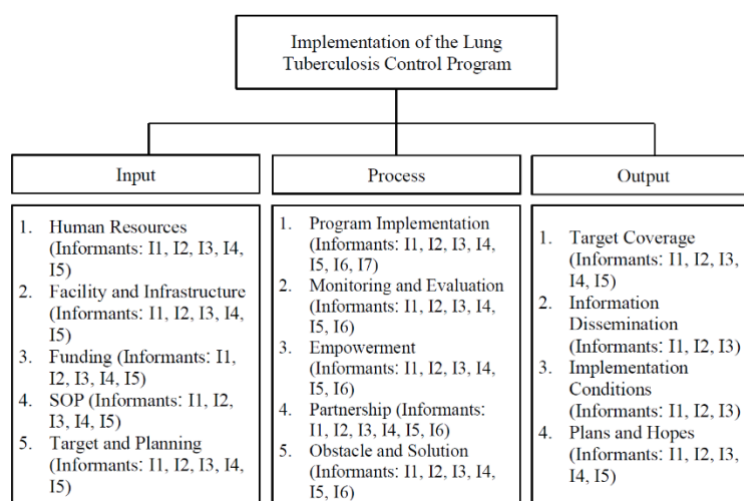 Implementation of the Lung
Tuberculosis Control Program
Input
1. Human Resources
(Informants: I1, I2, I3, I4,
I5)
2. Facility and Infrastructure
(Informants: I1, I2, I3, I4,
I5)
3. Funding (Informants: I1,
I2, I3, I4, I5)
4. SOP (Informants: I1, I2,
I3, I4, I5)
5. Target and Planning
(Informants: I1, I2, I3, I4,
I5)
Process
1. Program Implementation
(Informants: I1, I2, I3, I4,
I5, I6, I7)
2. Monitoring and Evaluation
(Informants: I1, I2, I3, I4,
I5, I6)
3. Empowerment
(Informants: I1, I2, I3, I4,
I5, I6)
4. Partnership (Informants:
I1, I2, I3, I4, I5, I6)
5. Obstacle and Solution
(Informants: I1, I2, I3, I4,
I5, I6)
Output
1. Target Coverage
(Informants: I1, I2, I3,
I4, I5)
2. Information
Dissemination
(Informants: I1, I2, I3)
3. Implementation
Conditions
(Informants: I1, I2, I3)
4. Plans and Hopes
(Informants: I1, I2, I3,
I4, I5)